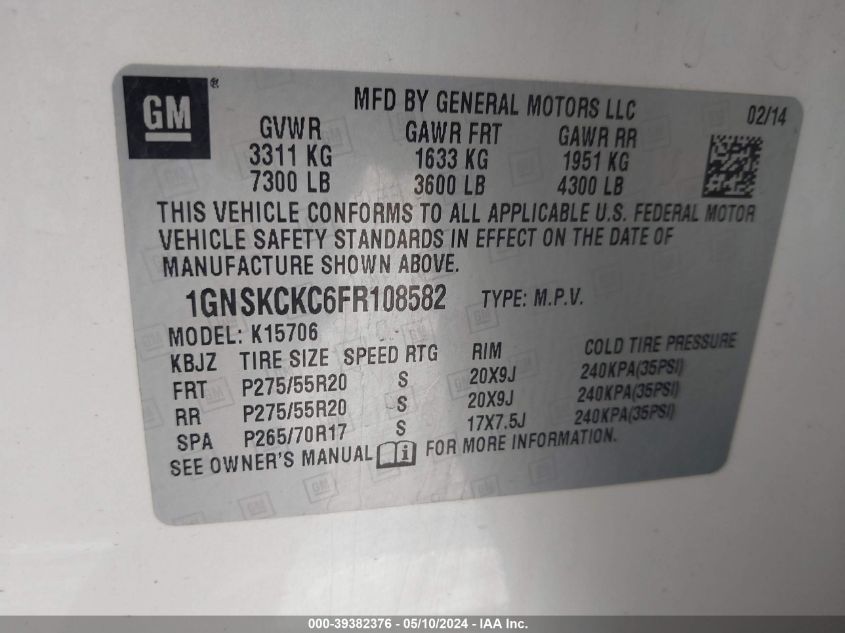 GM ®
MFD BY GENERAL MOTORS LLC 02/14
GVWR GAWR FRT GAWR RR
3311 KG 1633 KG 1951 KG
7300 LB 3600 LB 4300 LB
THIS VEHICLE CONFORMS TO ALL APPLICABLE U.S. FEDERAL MOTOR
VEHICLE SAFETY STANDARDS IN EFFECT ON THE DATE OF
MANUFACTURE SHOWN ABOVE.
1GNSKCKC6FR108582 TYPE: M.P.V.
MODEL: K15706
KBJZ TIRE SIZE SPEED RTG RIM COLD TIRE PRESSURE
FRT P275/55R20 S 20X9J 240KPA(35PSI)
RR P275/55R20 S 20X9J 240KPA(35PSI)
SPA P265/70R17 S 17X7.5J 240KPA(35PSI)
SEE OWNER'S MANUAL i FOR MORE INFORMATION.
000-39382376 - 05/10/2024 - IAA Inc.